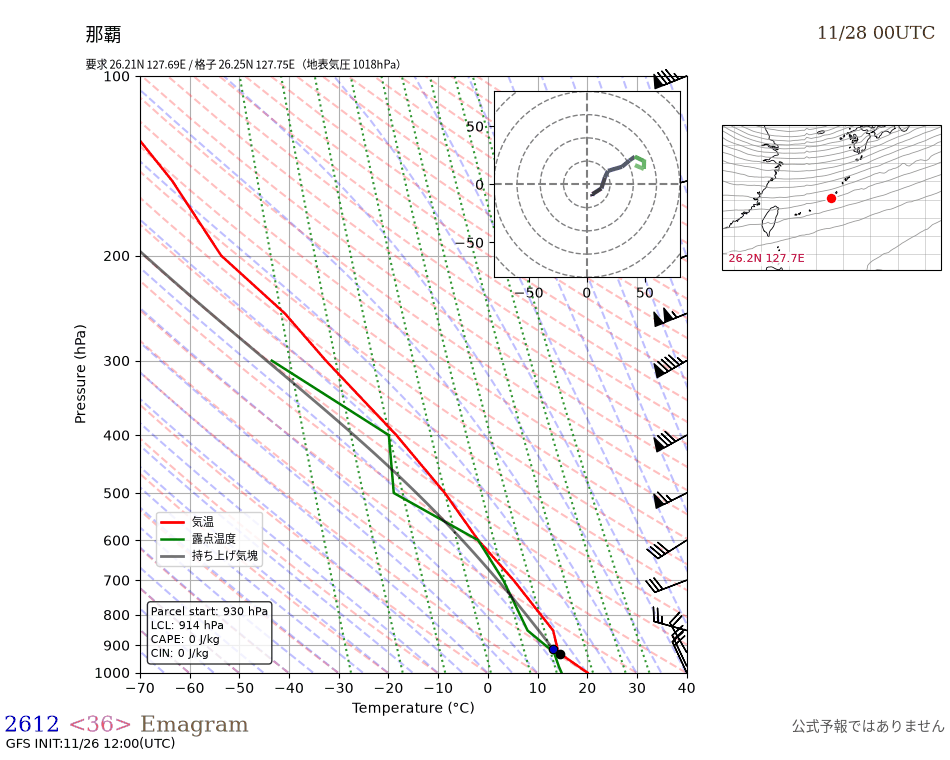 那覇
11/28 00UTC
要求 26.21N 127.69E / 格子 26.25N 127.75E（地表気圧 1018hPa）
100
200
300
400
500
600
700
800
900
1000
Pressure (hPa)
−70 −60 −50 −40 −30 −20 −10 0 10 20 30 40
Temperature (°C)
50
0
−50
−50 0 50
26.2N 127.7E
気温
露点温度
持ち上げ気塊
Parcel start: 930 hPa
LCL: 914 hPa
CAPE: 0 J/kg
CIN: 0 J/kg
2612 <36> Emagram
公式予報ではありません
GFS INIT:11/26 12:00(UTC)